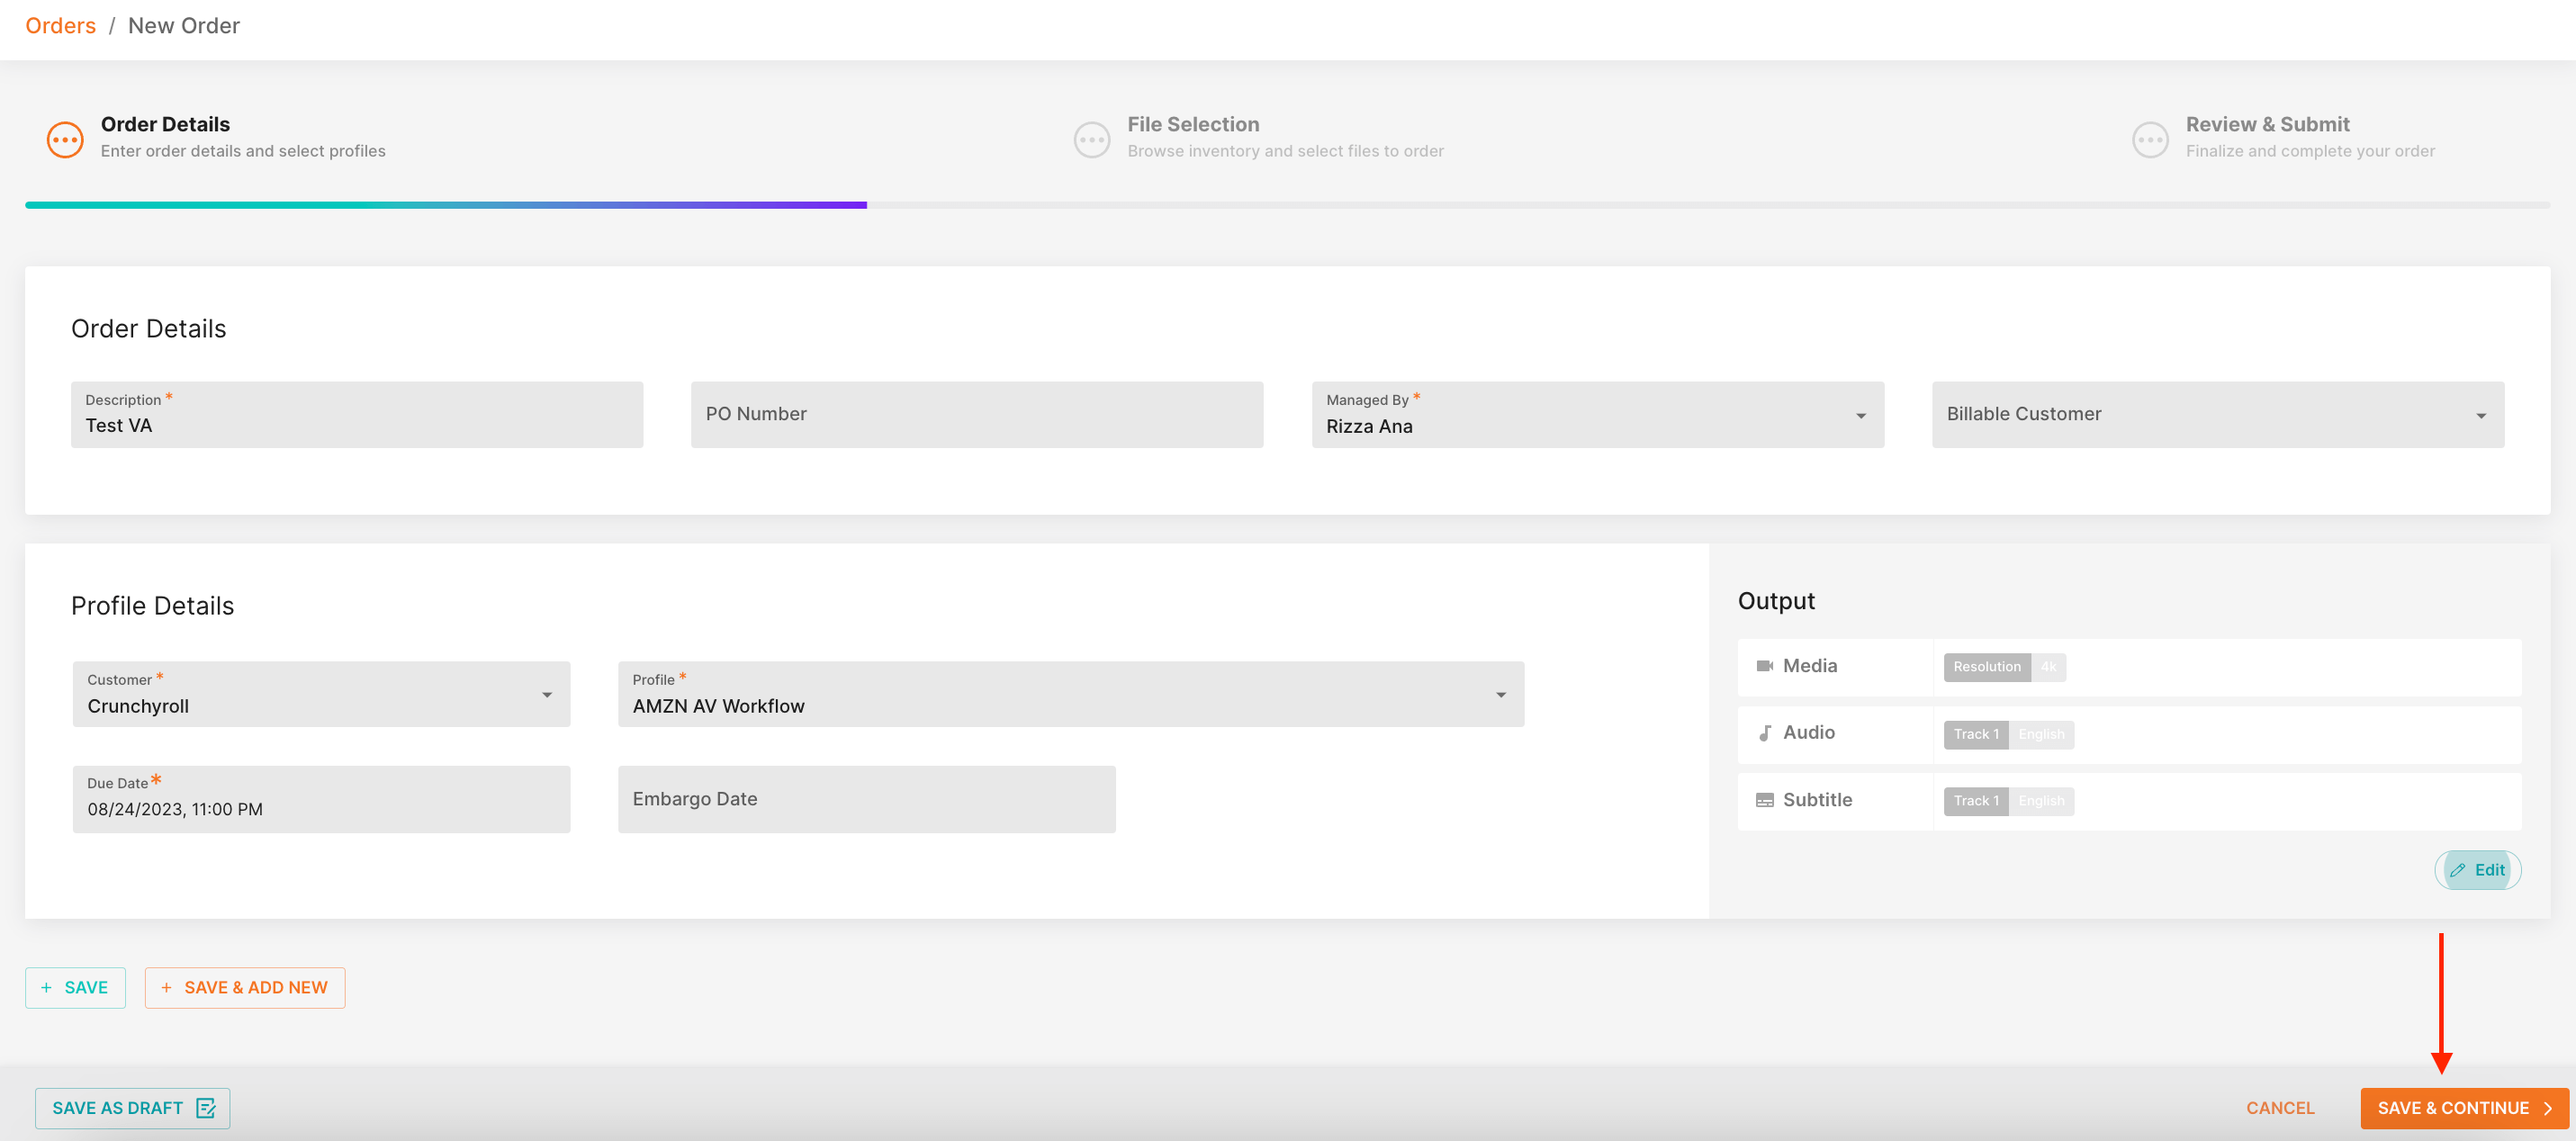 Orders / New Order
Order Details
Enter order details and select profiles
File Selection
Browse inventory and select files to order
Review & Submit
Finalize and complete your order
Order Details
Description *
Test VA
PO Number
Managed By *
Rizza Ana
Billable Customer
Profile Details
Customer *
Crunchyroll
Profile *
AMZN AV Workflow
Due Date *
08/24/2023, 11:00 PM
Embargo Date
Output
Media
Resolution 4k
Audio
Track 1 English
Subtitle
Track 1 English
Edit
+ SAVE
+ SAVE & ADD NEW
SAVE AS DRAFT
CANCEL
SAVE & CONTINUE